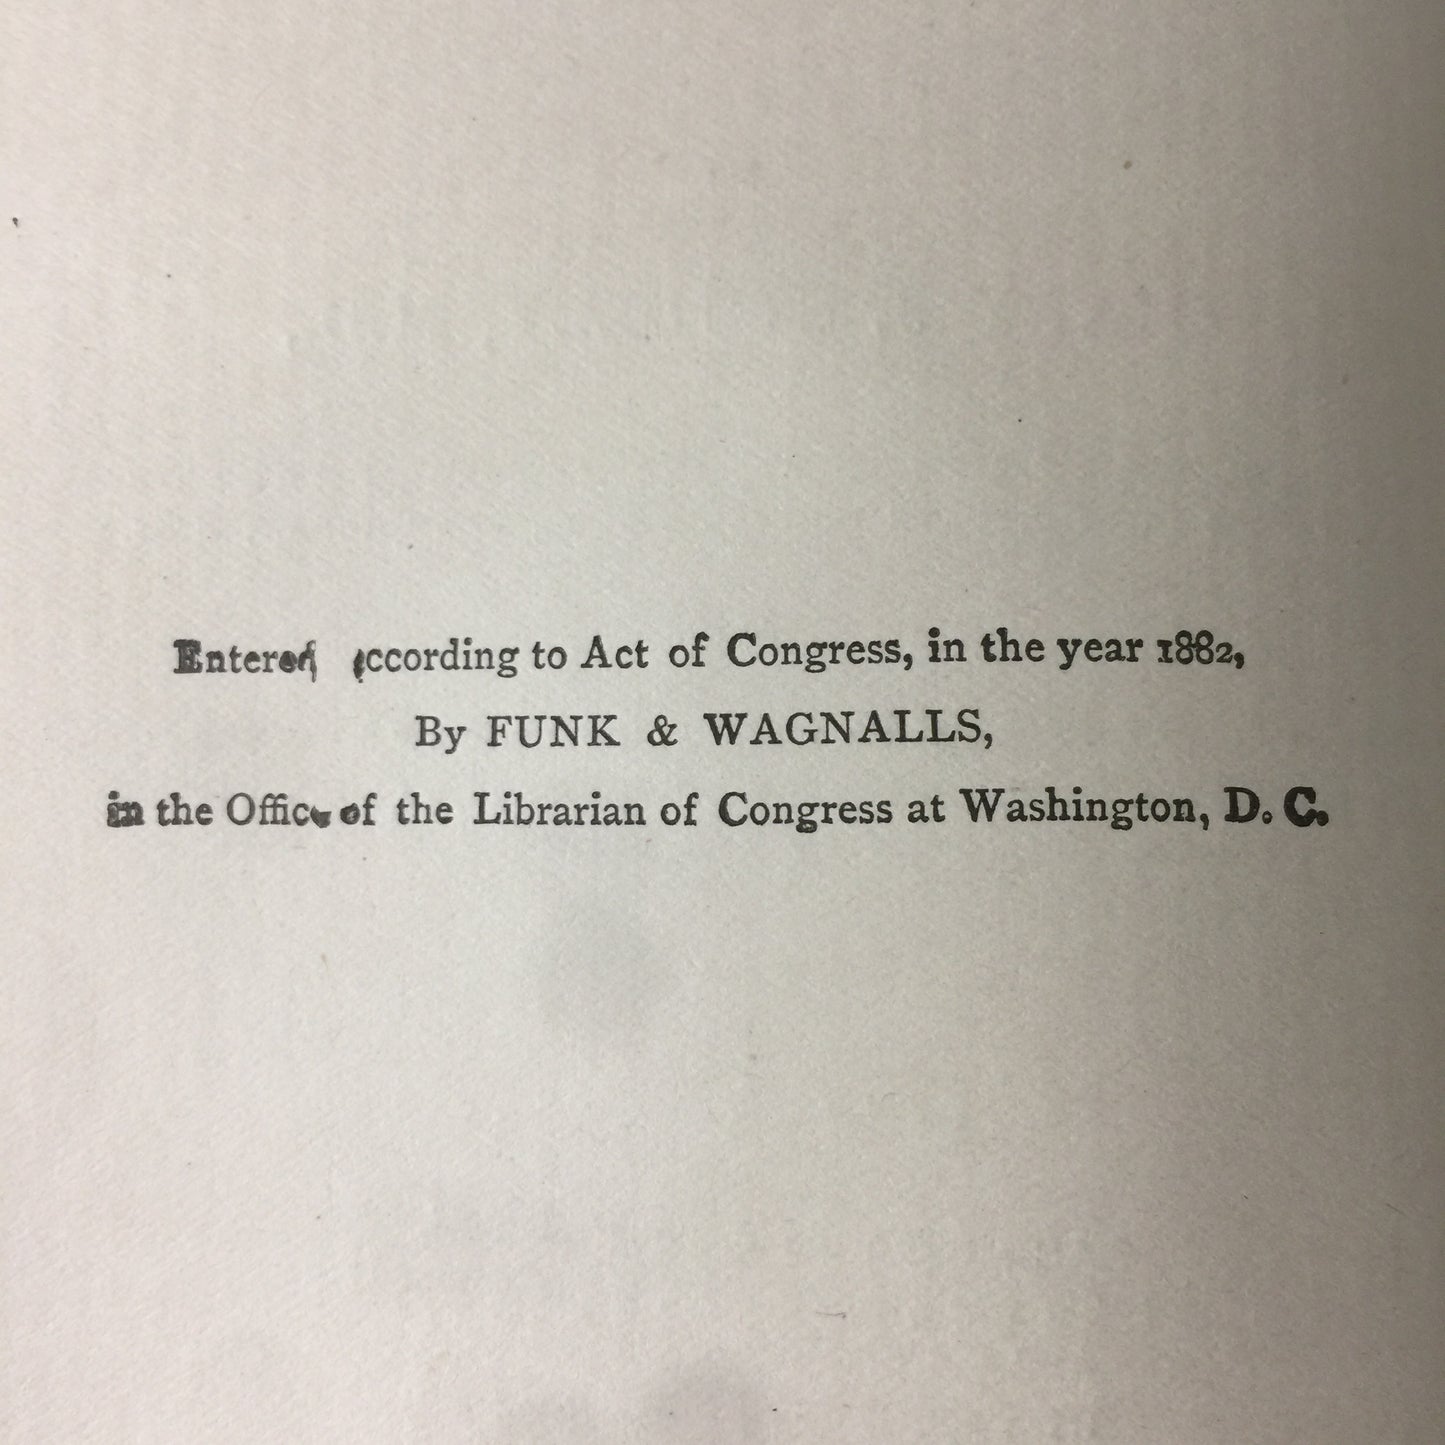 Entered according to Act of Congress, in the year 1882,
By FUNK & WAGNALLS,
in the Office of the Librarian of Congress at Washington, D. C.